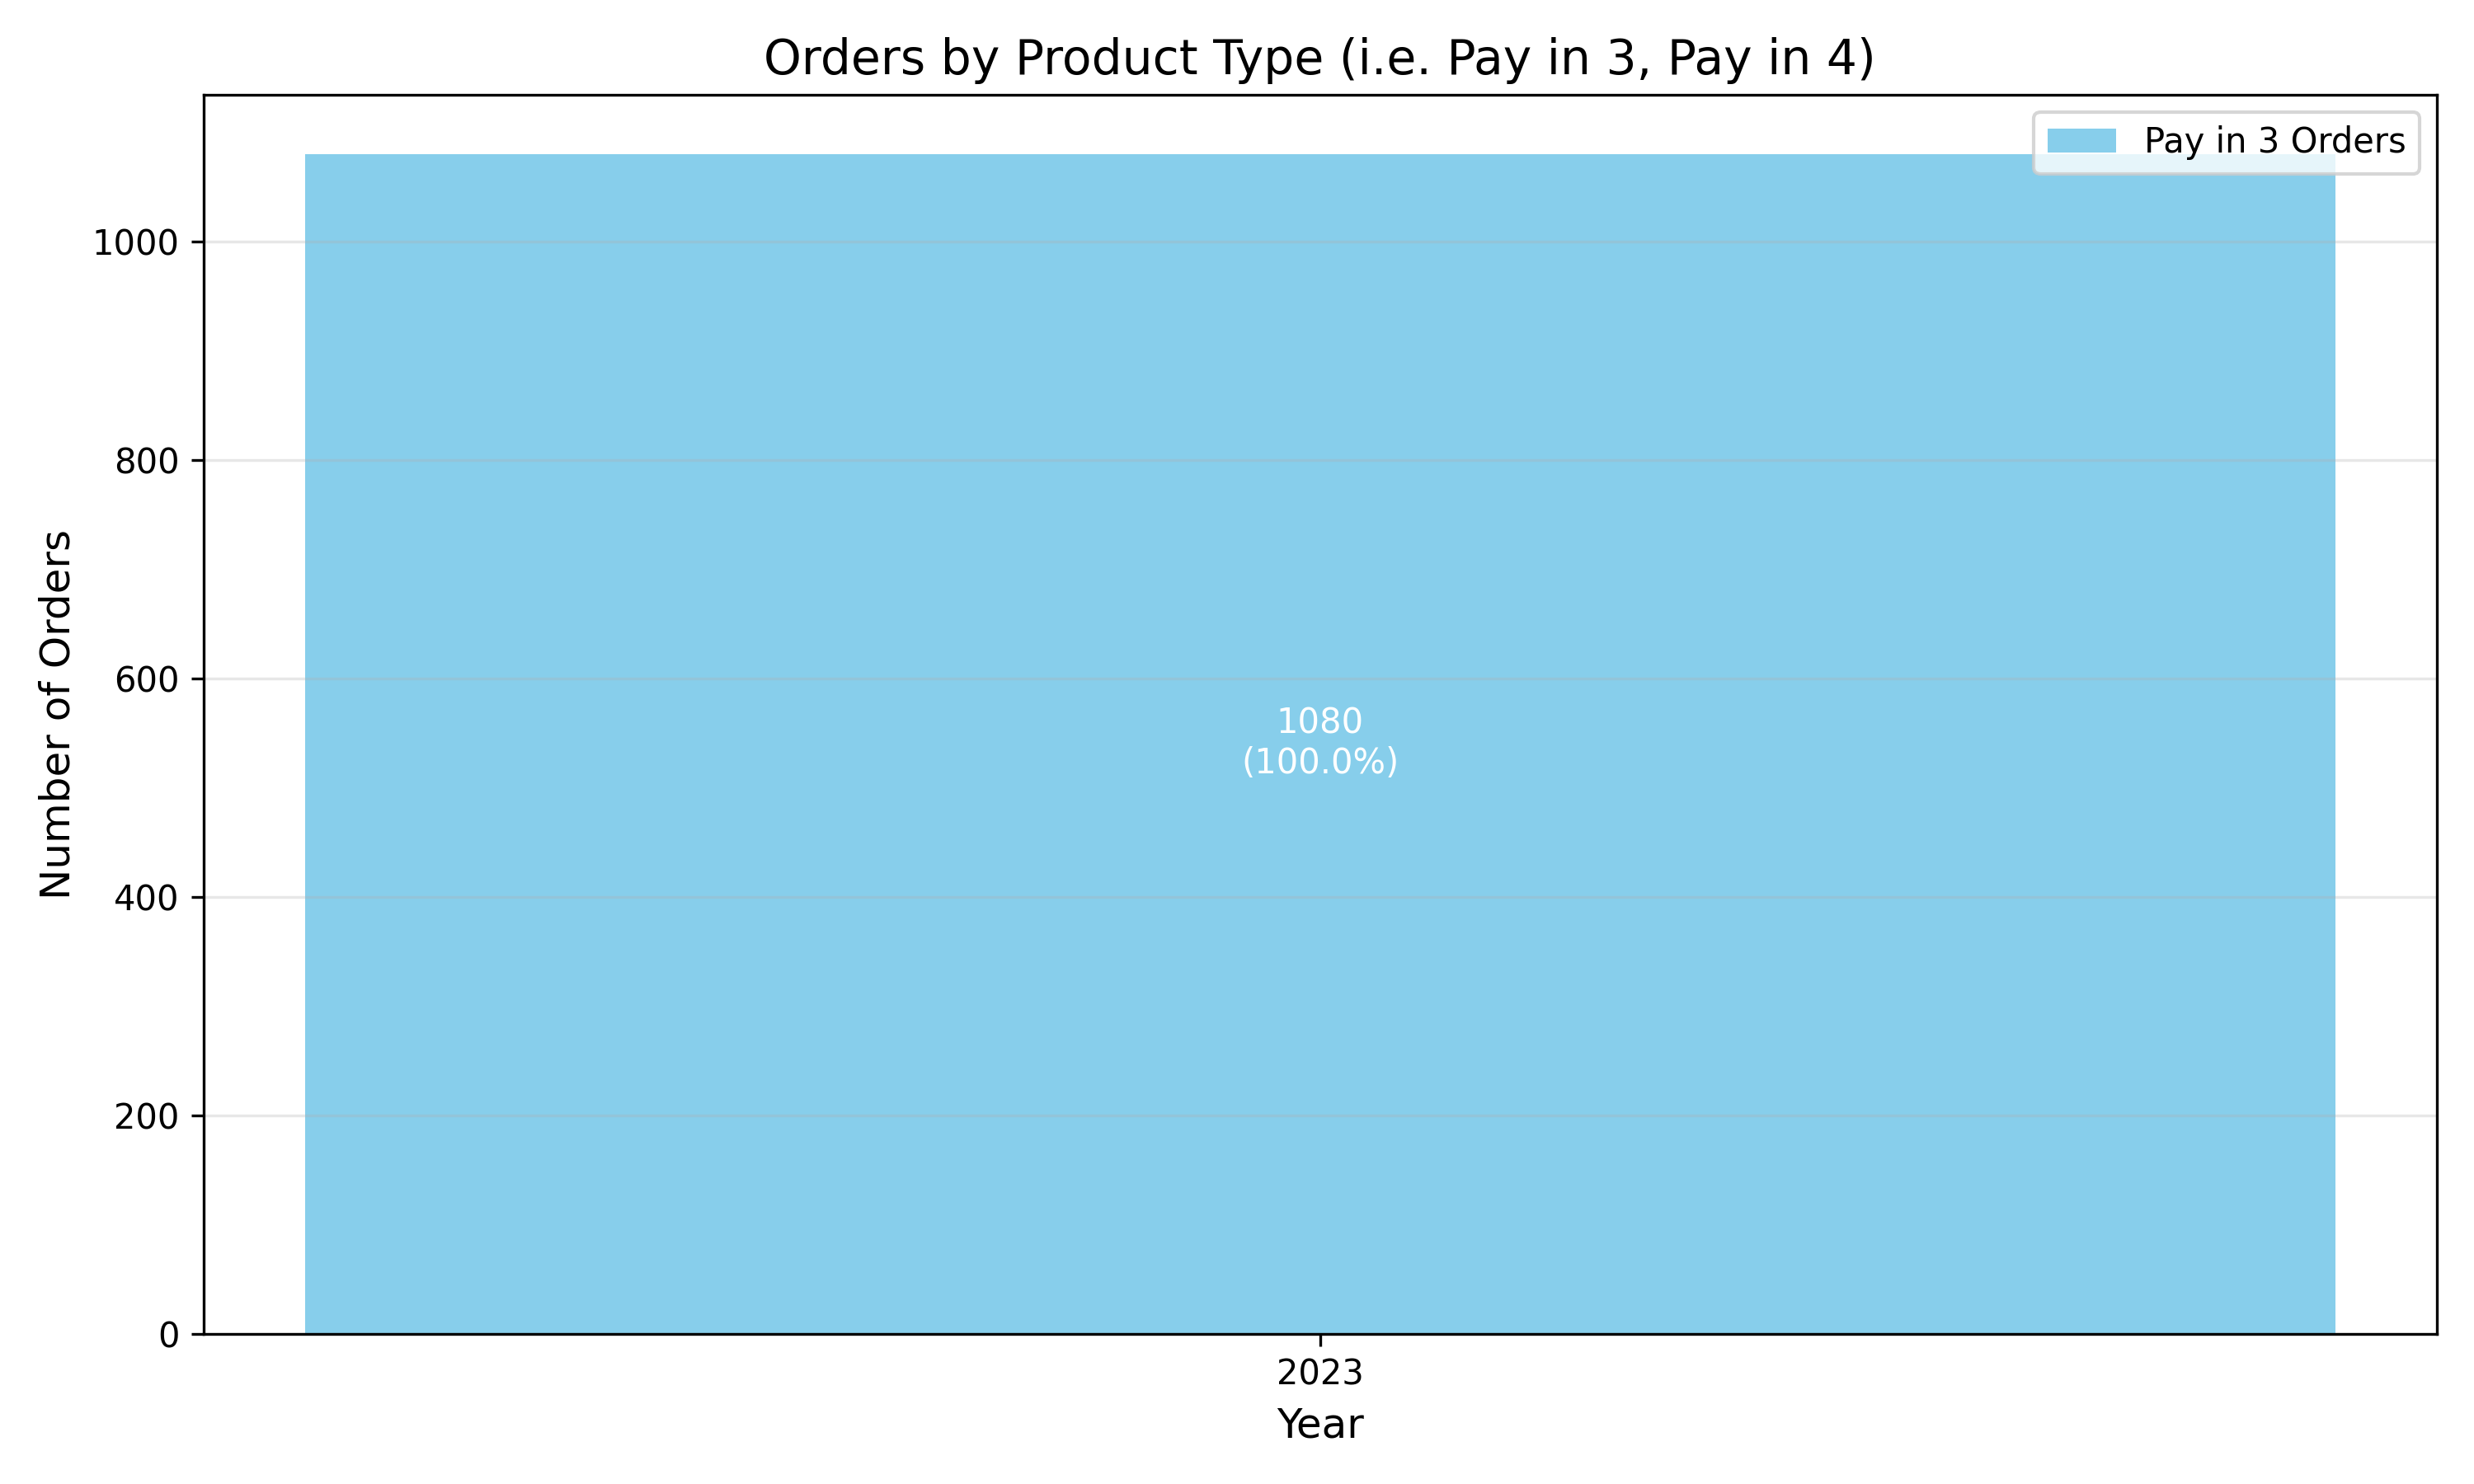 Orders by Product Type (i.e. Pay in 3, Pay in 4)
Pay in 3 Orders
Number of Orders
1000
800
600
400
200
0
1080
(100.0%)
2023
Year